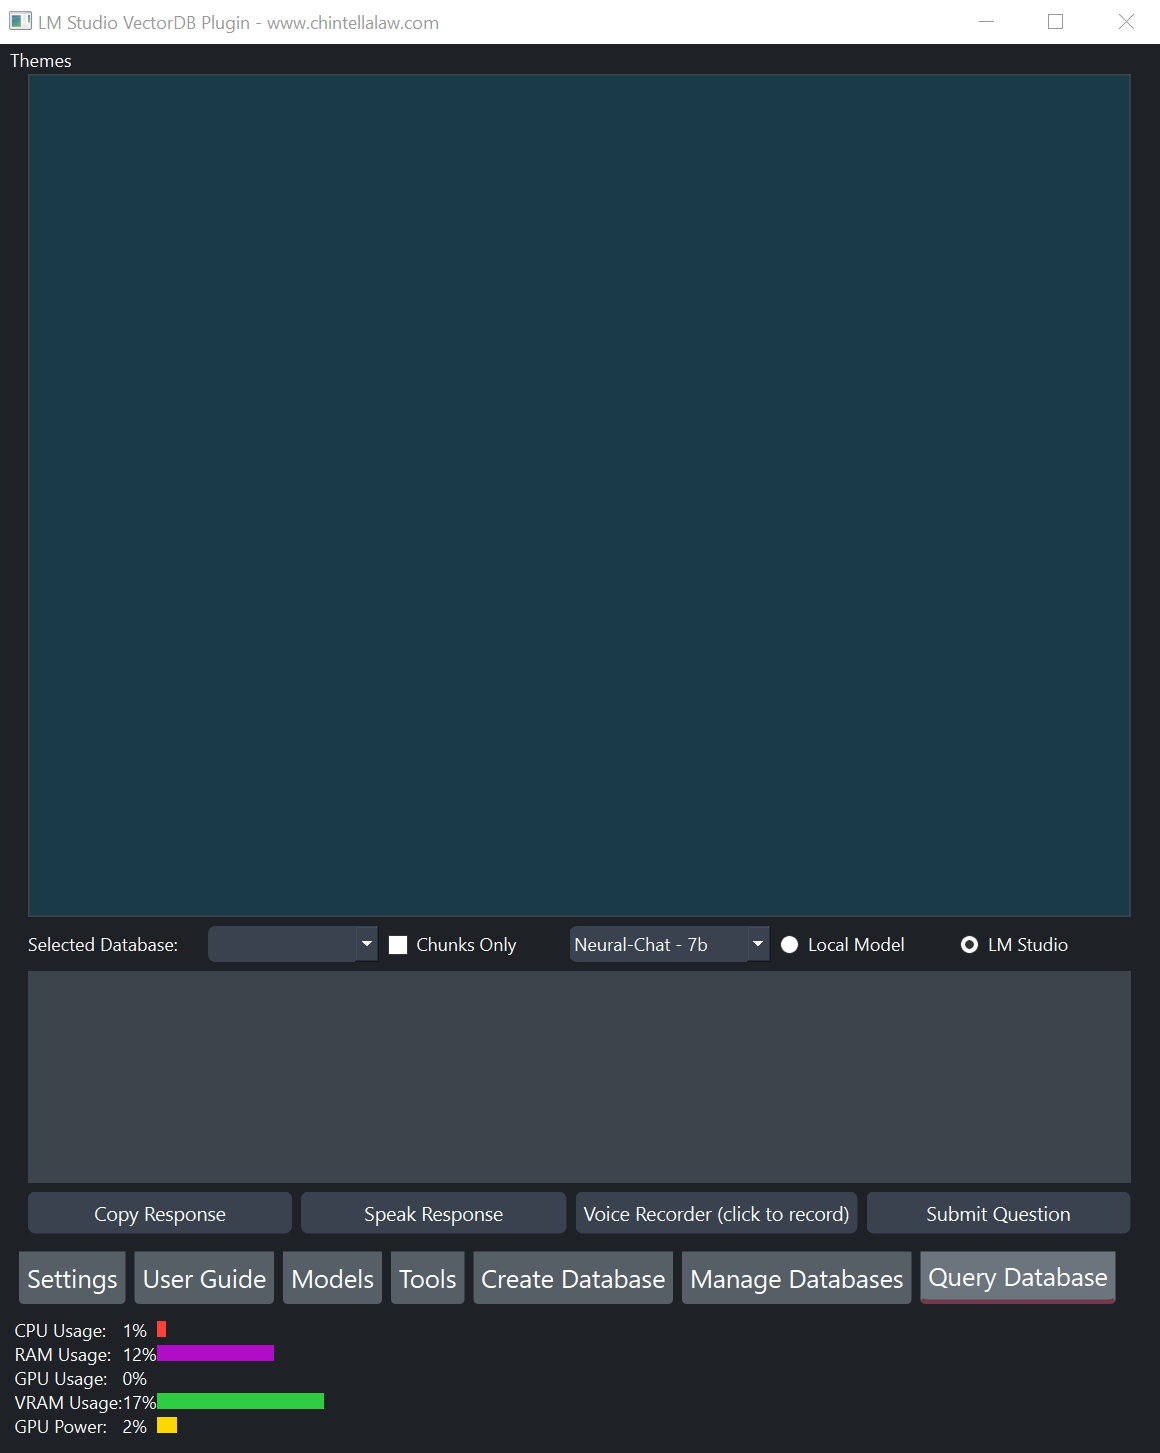 LM Studio VectorDB Plugin - www.chintellalaw.com
Themes
Selected Database: Chunks Only Neural-Chat - 7b Local Model LM Studio
Copy Response Speak Response Voice Recorder (click to record) Submit Question
Settings User Guide Models Tools Create Database Manage Databases Query Database
CPU Usage: 1%
RAM Usage: 12%
GPU Usage: 0%
VRAM Usage:17%
GPU Power: 2%